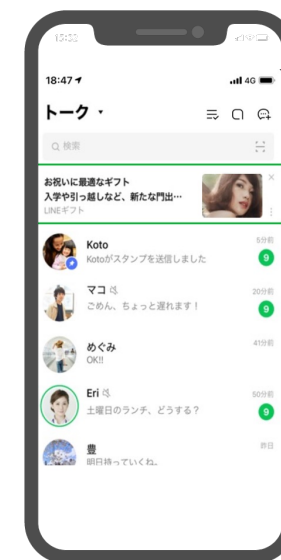 15:52
18:47
4G
トーク
検索
お祝いに最適なギフト
入学や引っ越しなど、新たな門出…
LINEギフト
Koto
5分前
Kotoがスタンプを送信しました
9
マコ
20分前
ごめん、ちょっと遅れます！
9
めぐみ
41分前
OK!!
Eri
50分前
土曜日のランチ、どうする？
9
豊
昨日
明日持っていくね。